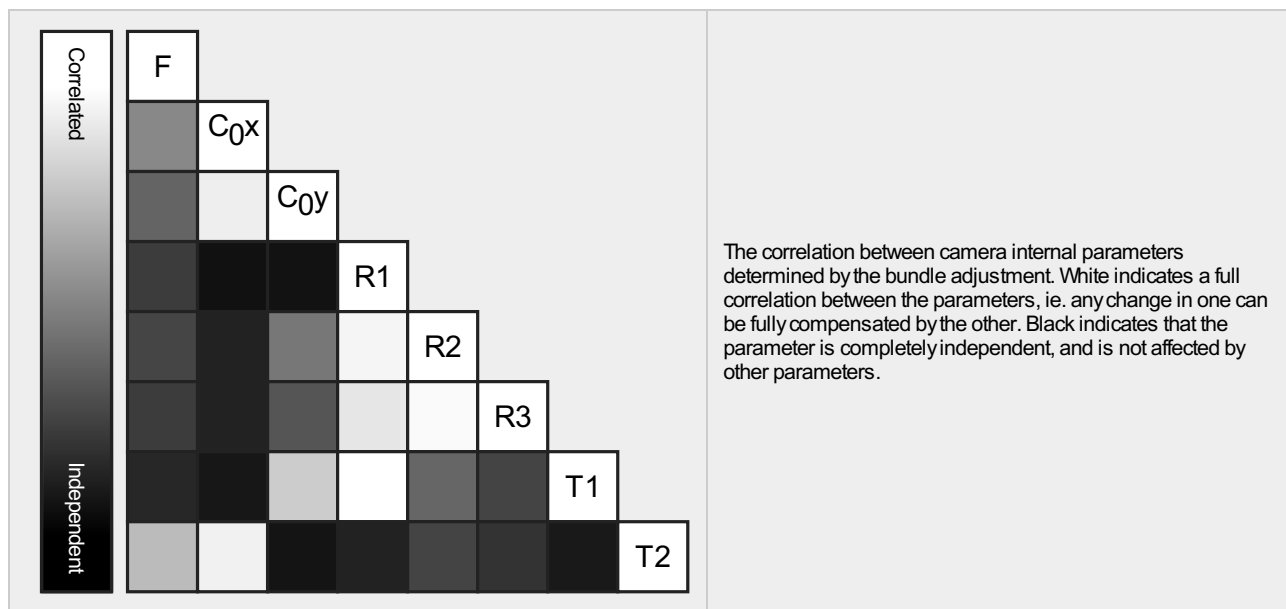 Correlated
Independent
F
C0x
C0y
R1
R2
R3
T1
T2
The correlation between camera internal parameters
determined by the bundle adjustment. White indicates a full
correlation between the parameters, ie. any change in one can
be fully compensated by the other. Black indicates that the
parameter is completely independent, and is not affected by
other parameters.